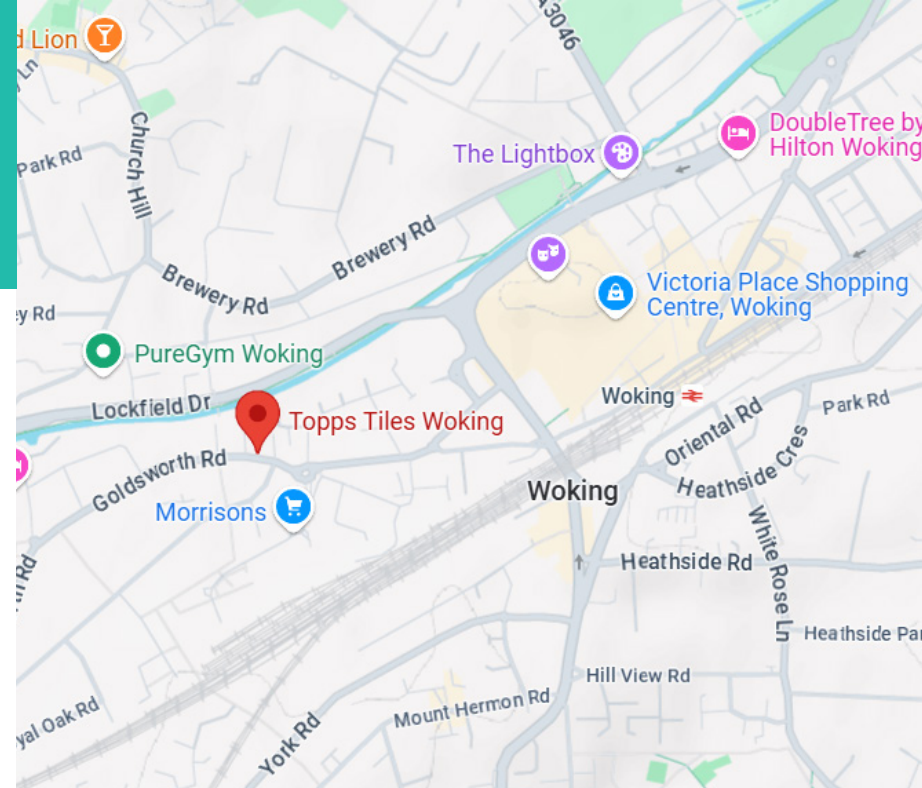 A3046
d Lion
Ln
DoubleTree by
Hilton Woking
Church Hill
The Lightbox
Park Rd
Brewery Rd
Brewery Rd
Victoria Place Shopping
Centre, Woking
ey Rd
PureGym Woking
Woking
Lockfield Dr
Park Rd
Oriental Rd
Topps Tiles Woking
Heathside Cres
Goldsworth Rd
Woking
Morrisons
White Rose Ln
Heathside Rd
Rd
Heathside Par
Hill View Rd
yal Oak Rd
Mount Hermon Rd
York Rd